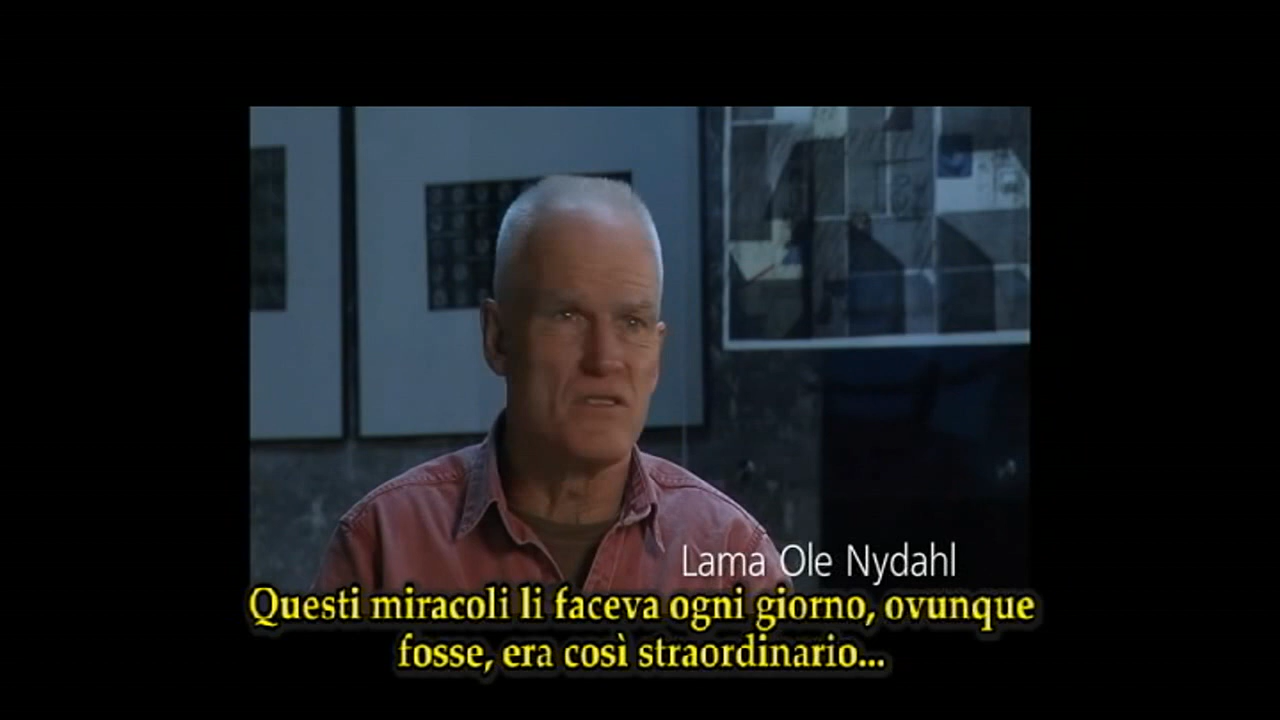 Lama Ole Nydahl
Questi miracoli li faceva ogni giorno, ovunque
fosse, era così straordinario...